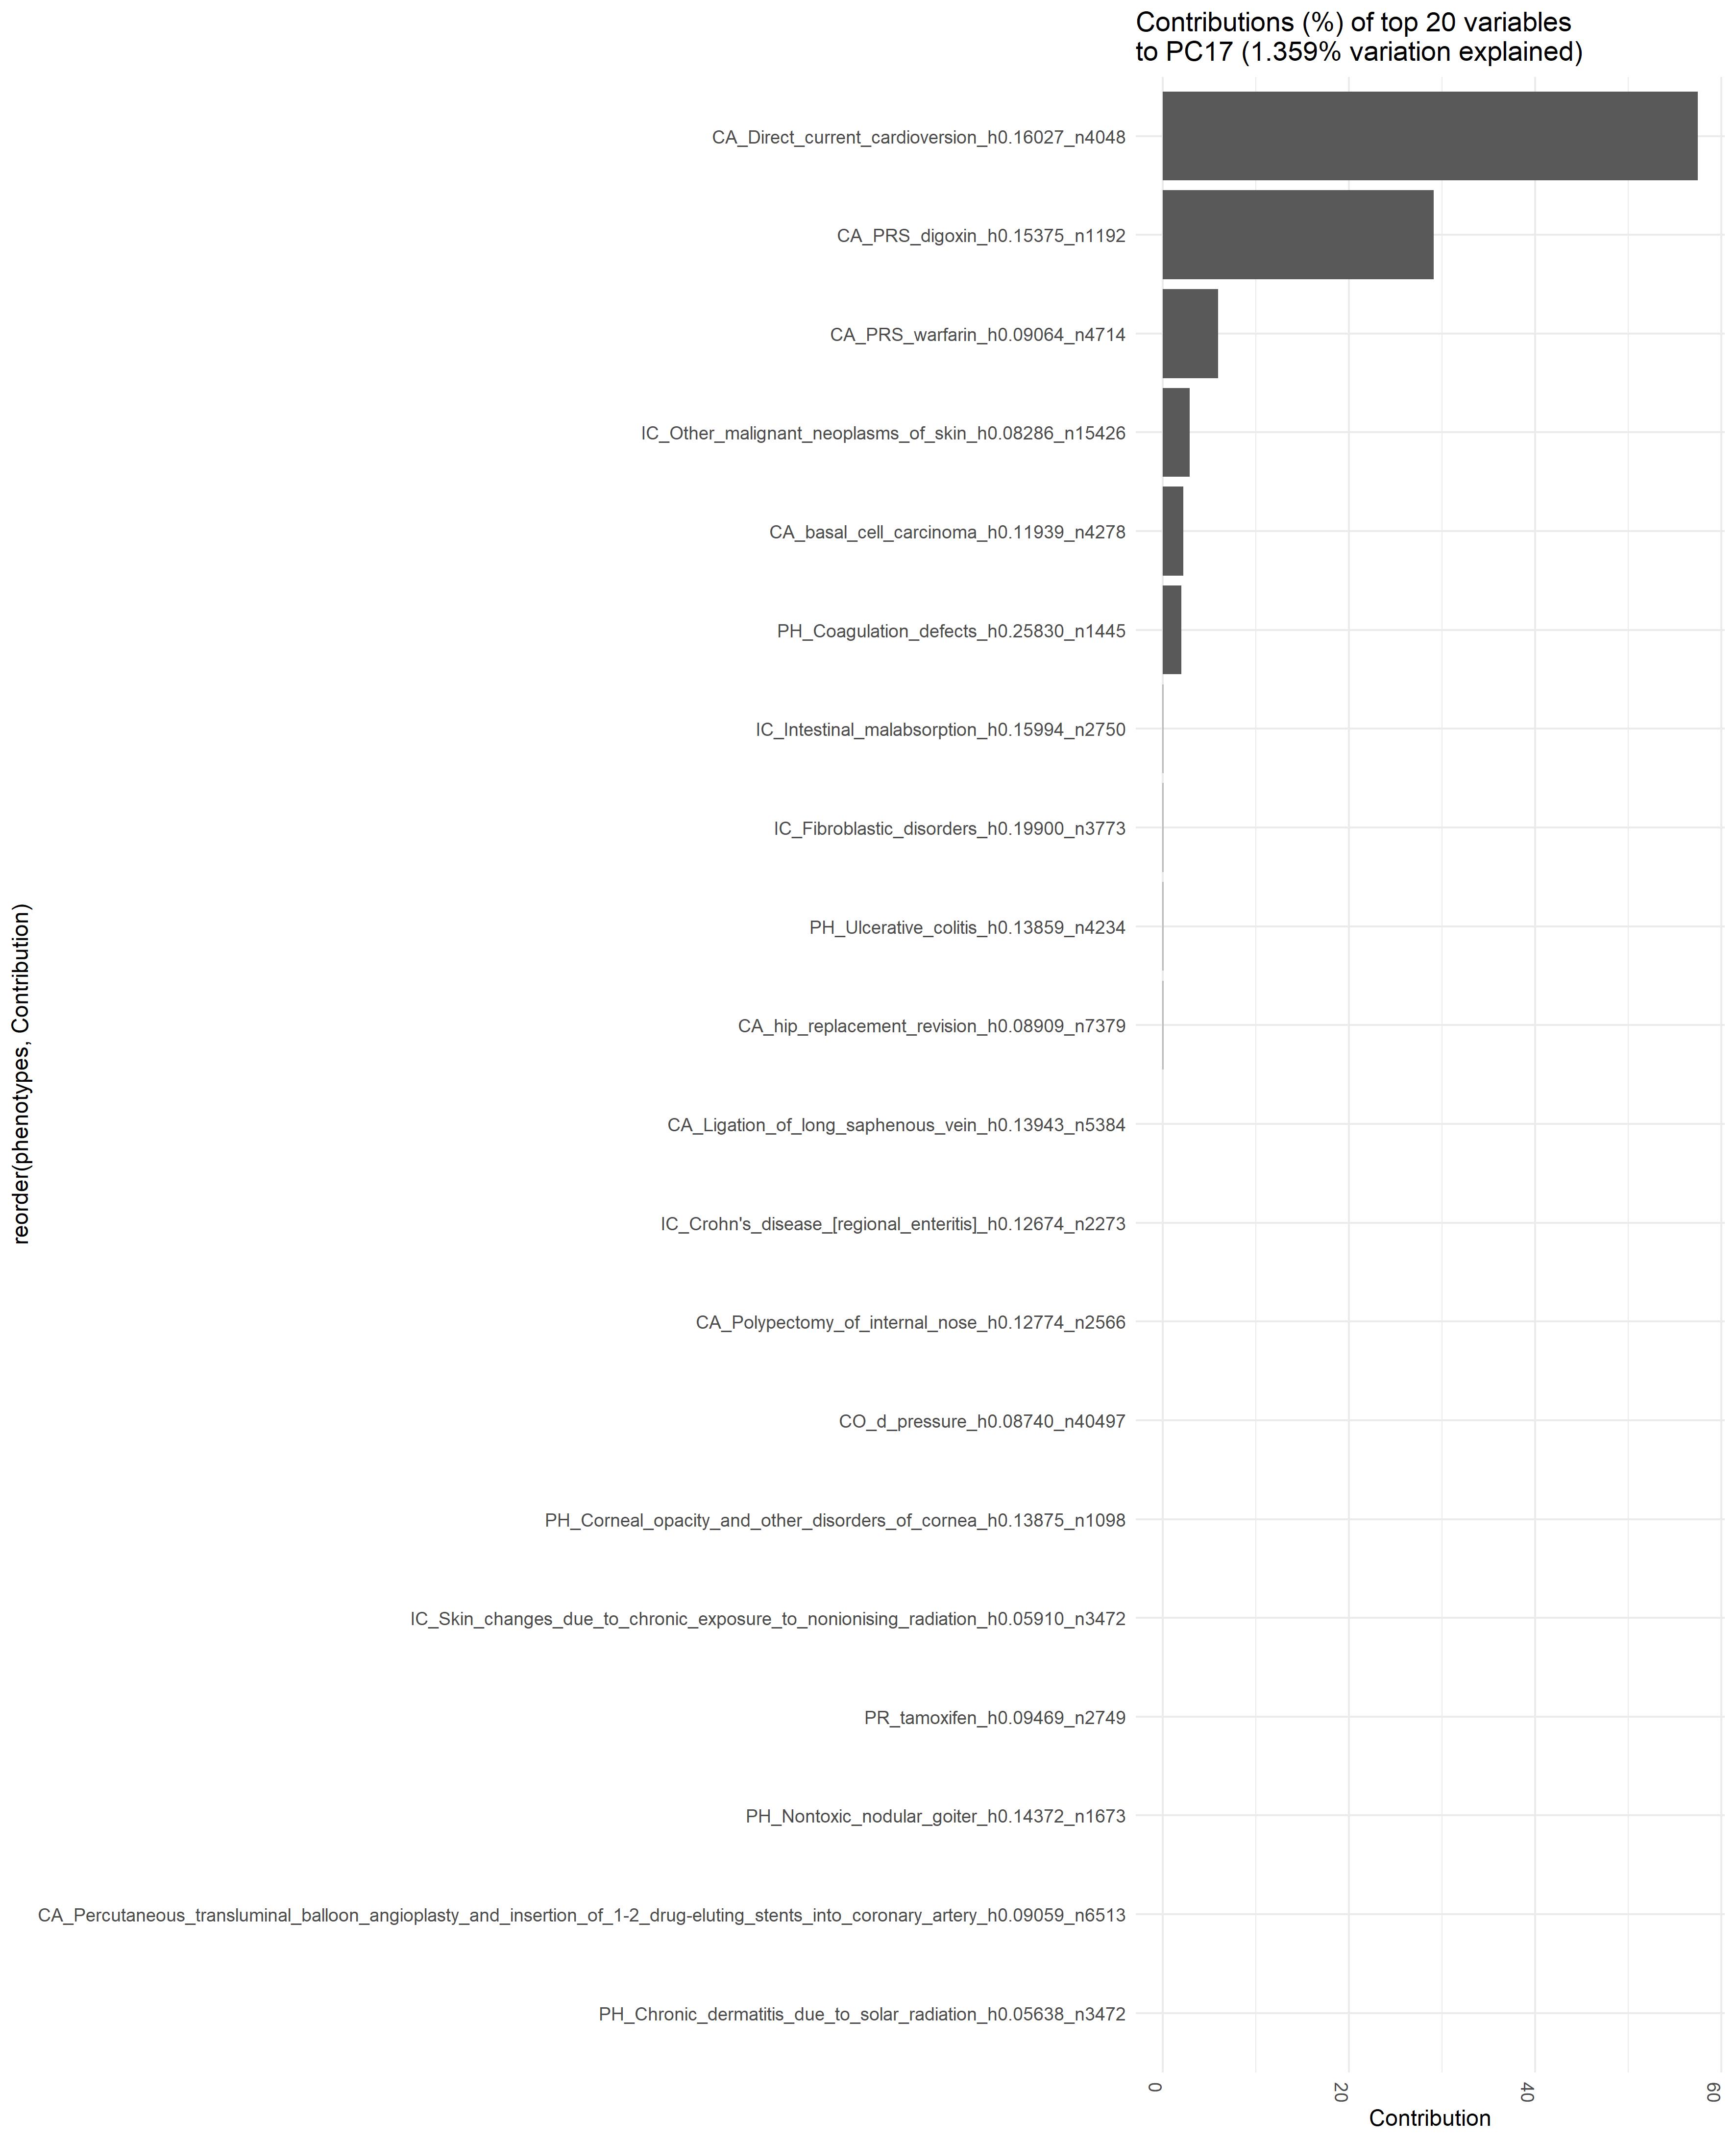 Contributions (%) of top 20 variables
to PC17 (1.359% variation explained)
CA_Direct_current_cardioversion_h0.16027_n4048
CA_PRS_digoxin_h0.15375_n1192
CA_PRS_warfarin_h0.09064_n4714
IC_Other_malignant_neoplasms_of_skin_h0.08286_n15426
CA_basal_cell_carcinoma_h0.11939_n4278
PH_Coagulation_defects_h0.25830_n1445
IC_Intestinal_malabsorption_h0.15994_n2750
IC_Fibroblastic_disorders_h0.19900_n3773
PH_Ulcerative_colitis_h0.13859_n4234
CA_hip_replacement_revision_h0.08909_n7379
CA_Ligation_of_long_saphenous_vein_h0.13943_n5384
IC_Crohn's_disease_[regional_enteritis]_h0.12674_n2273
CA_Polypectomy_of_internal_nose_h0.12774_n2566
CO_d_pressure_h0.08740_n40497
PH_Corneal_opacity_and_other_disorders_of_cornea_h0.13875_n1098
IC_Skin_changes_due_to_chronic_exposure_to_nonionising_radiation_h0.05910_n3472
PR_tamoxifen_h0.09469_n2749
PH_Nontoxic_nodular_goiter_h0.14372_n1673
CA_Percutaneous_transluminal_balloon_angioplasty_and_insertion_of_1-2_drug-eluting_stents_into_coronary_artery_h0.09059_n6513
PH_Chronic_dermatitis_due_to_solar_radiation_h0.05638_n3472
reorder(phenotypes, Contribution)
0
20
40
60
Contribution